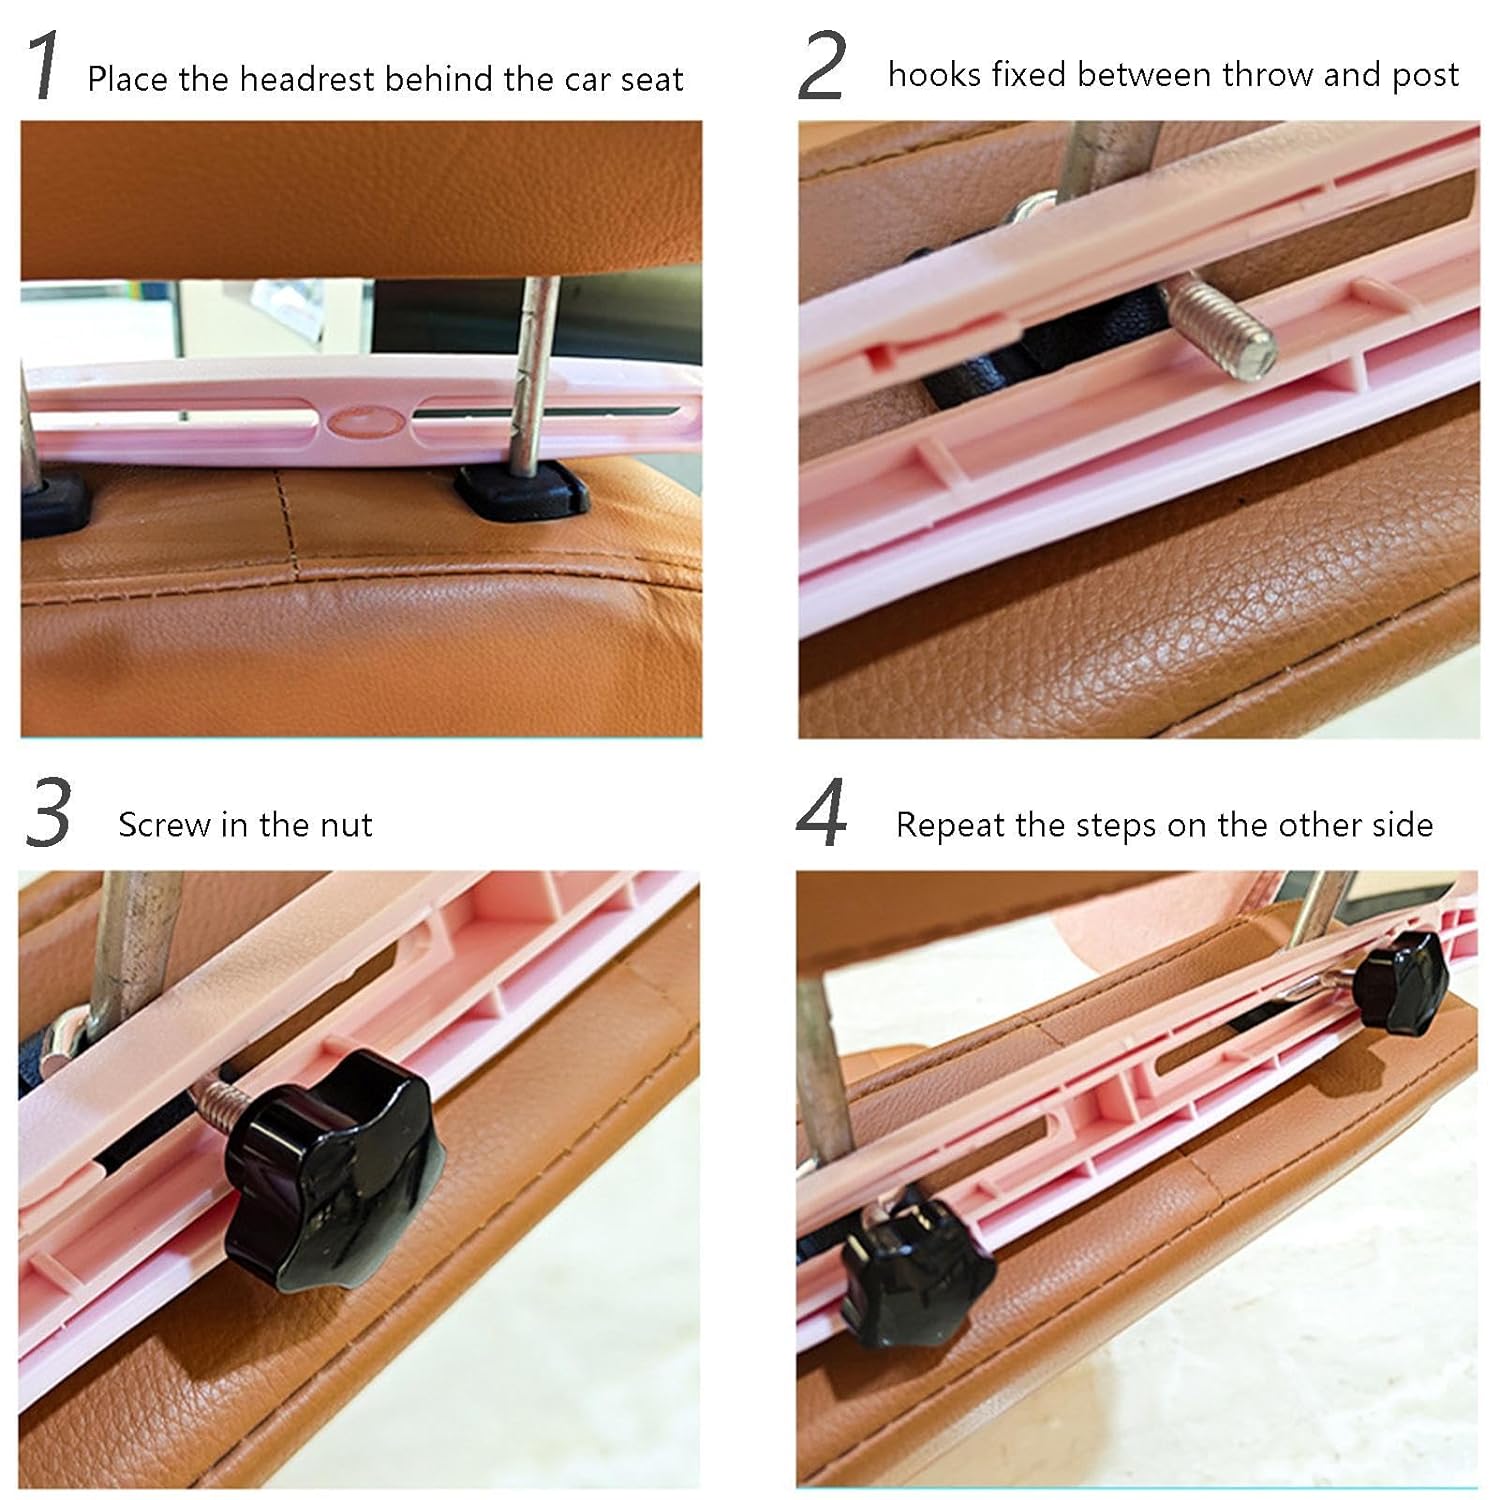 1
Place the headrest behind the car seat
2
hooks fixed between throw and post
3
Screw in the nut
4
Repeat the steps on the other side